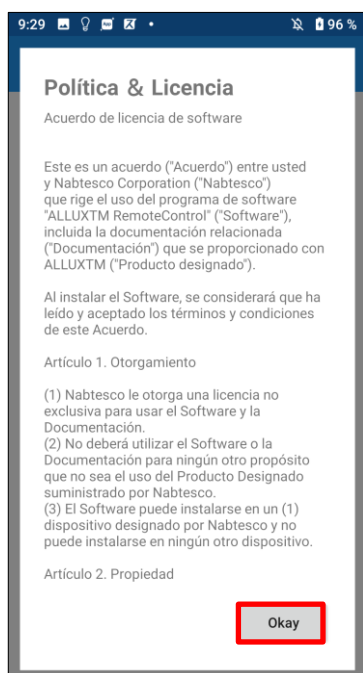 9:29
96 %
Política & Licencia
Acuerdo de licencia de software
Este es un acuerdo ("Acuerdo") entre usted
y Nabtesco Corporation ("Nabtesco")
que rige el uso del programa de software
"ALLUXTM RemoteControl" ("Software"),
incluida la documentación relacionada
("Documentación") que se proporcionado con
ALLUXTM ("Producto designado").
Al instalar el Software, se considerará que ha
leído y aceptado los términos y condiciones
de este Acuerdo.
Artículo 1. Otorgamiento
(1) Nabtesco le otorga una licencia no
exclusiva para usar el Software y la
Documentación.
(2) No deberá utilizar el Software o la
Documentación para ningún otro propósito
que no sea el uso del Producto Designado
suministrado por Nabtesco.
(3) El Software puede instalarse en un (1)
dispositivo designado por Nabtesco y no
puede instalarse en ningún otro dispositivo.
Artículo 2. Propiedad
Okay